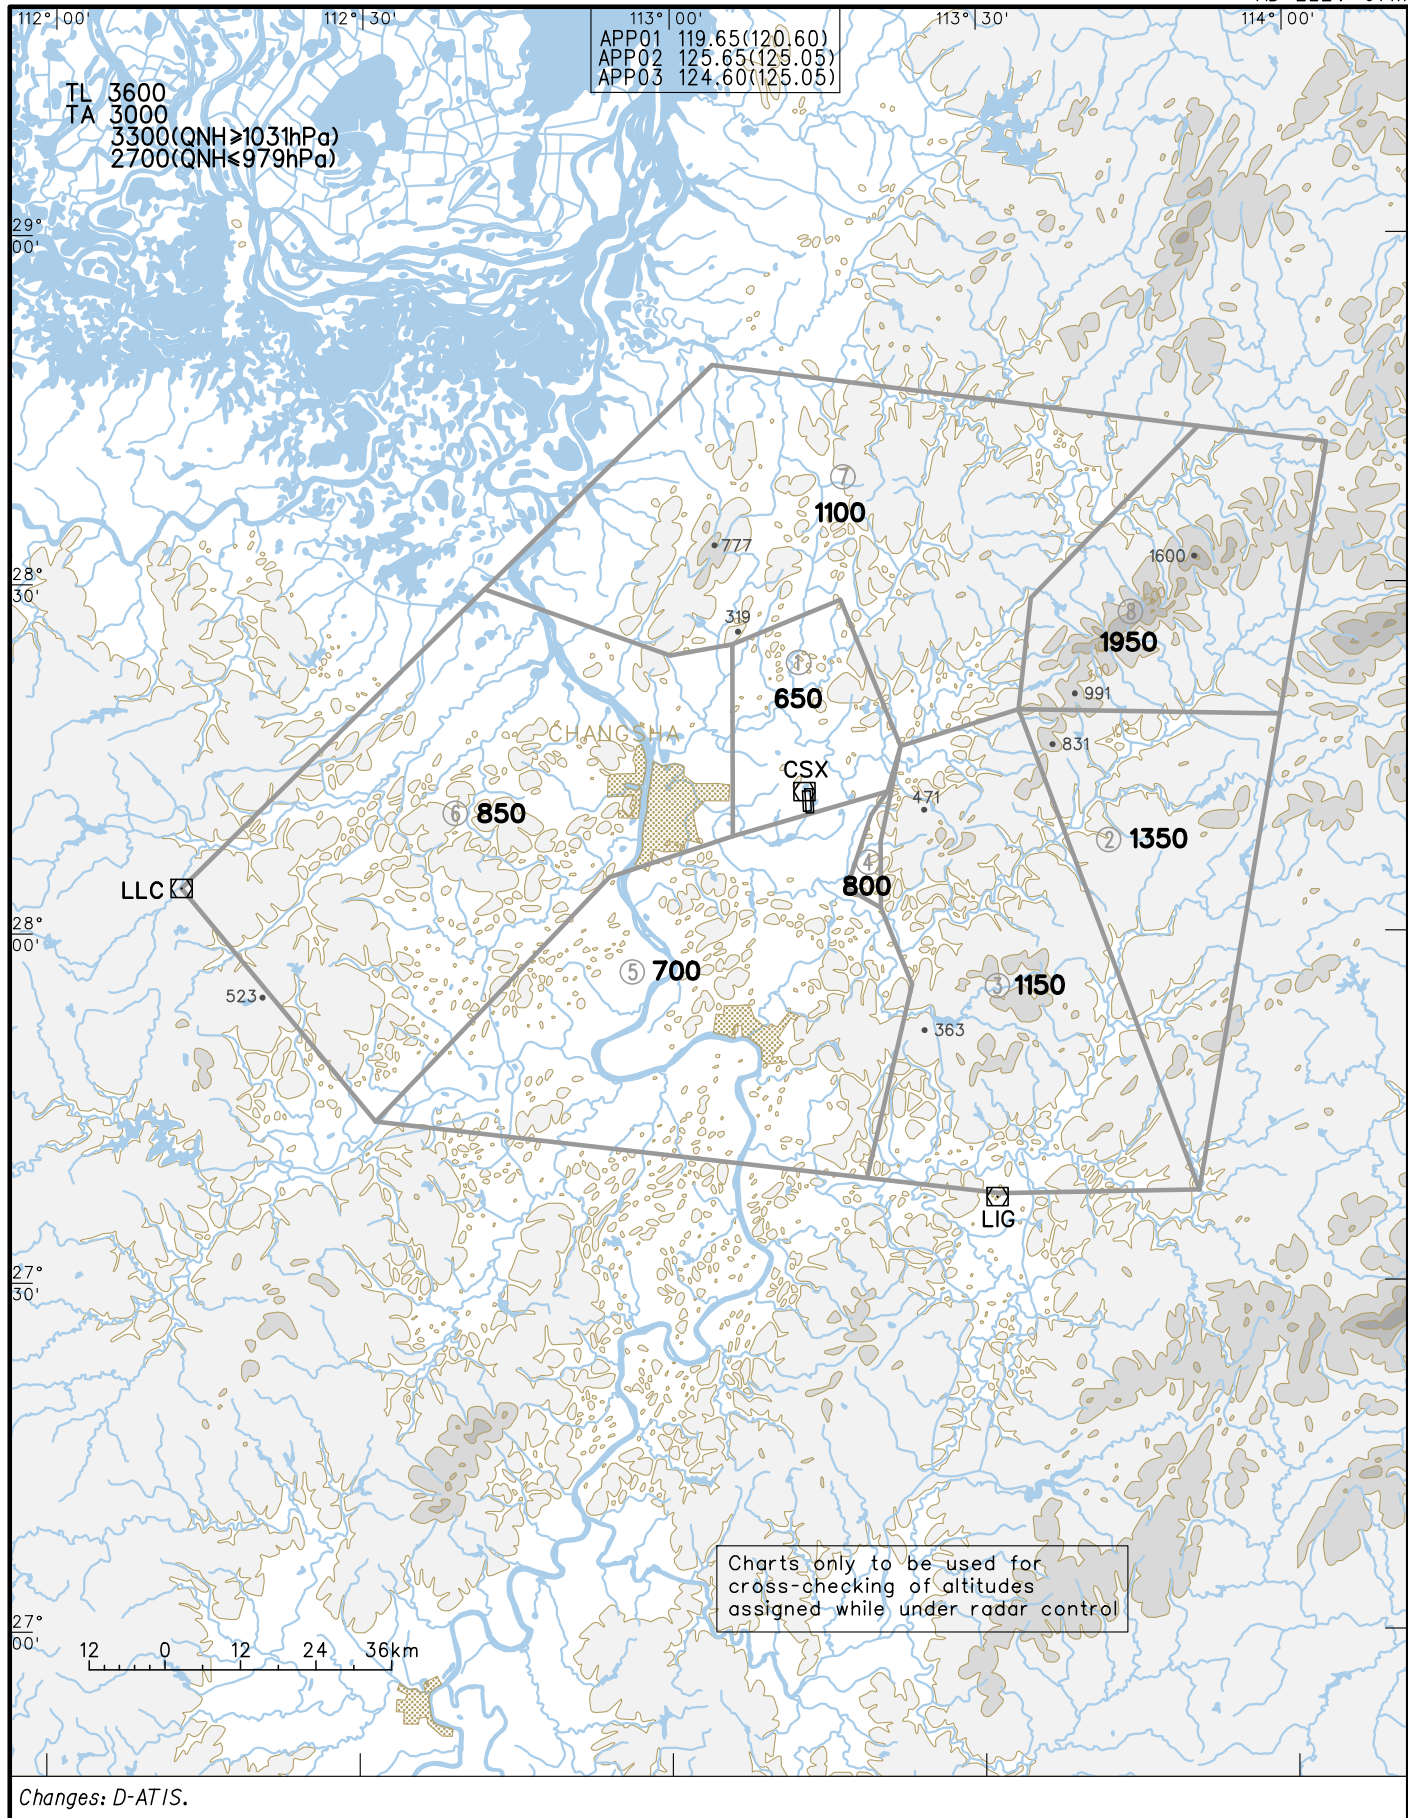 112° 00'
112° 30'
113° 00'
113° 30'
114° 00'
APP01 119.65(120.60)
APP02 125.65(125.05)
APP03 124.60(125.05)
TL 3600
TA 3000
3300(QNH≥1031hPa)
2700(QNH≤979hPa)
29°
00'
7
1100
777
1600
28°
30'
8
1950
319
1
650
991
CHANGSHA
831
CSX
471
6 850
2 1350
4
800
LLC
28°
00'
5 700
3 1150
523
363
LIG
27°
30'
Charts only to be used for
cross-checking of altitudes
assigned while under radar control
27°
00'
12 0 12 24 36km
Changes: D-ATIS.